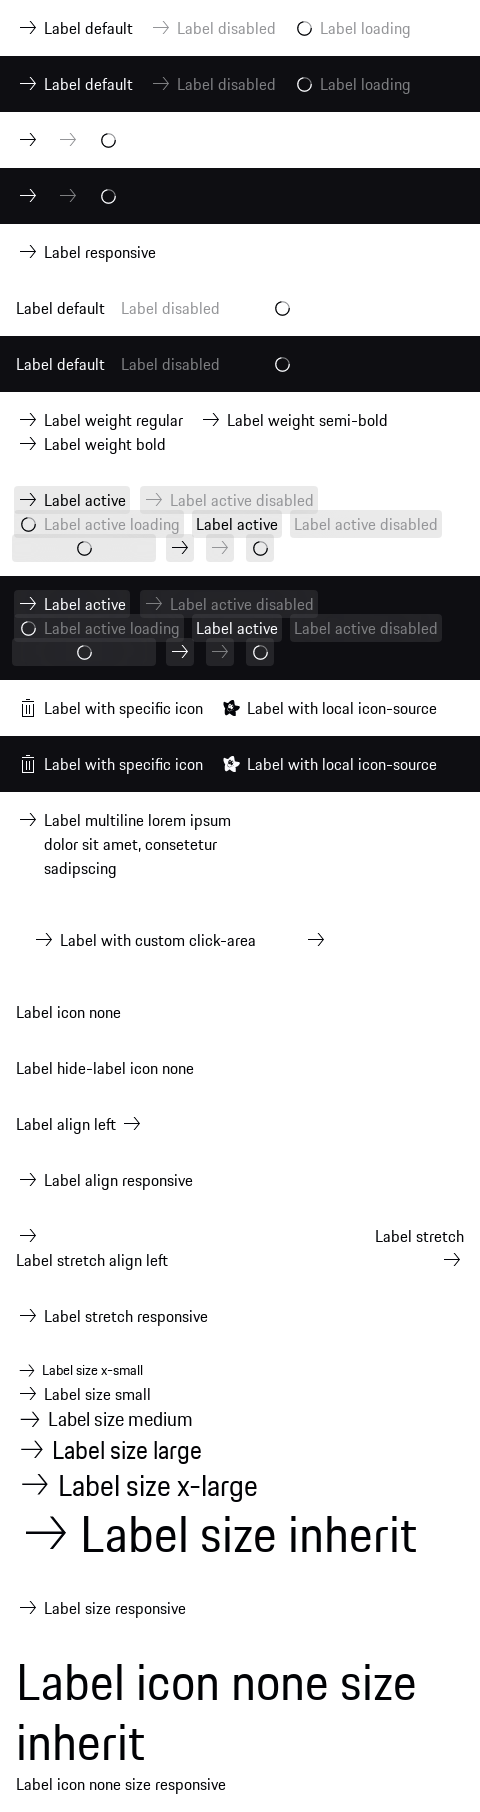 Label default Label disabled Label loading
Label default Label disabled Label loading
Label responsive
Label default Label disabled
Label default Label disabled
Label weight regular Label weight semi-bold
Label weight bold
Label active Label active disabled
Label active loading Label active Label active disabled
Label active Label active disabled
Label active loading Label active Label active disabled
Label with specific icon Label with local icon-source
Label with specific icon Label with local icon-source
Label multiline lorem ipsum
dolor sit amet, consetetur
sadipscing
Label with custom click-area
Label icon none
Label hide-label icon none
Label align left
Label align responsive
Label stretch
Label stretch align left
Label stretch responsive
Label size x-small
Label size small
Label size medium
Label size large
Label size x-large
Label size inherit
Label size responsive
Label icon none size
inherit
Label icon none size responsive